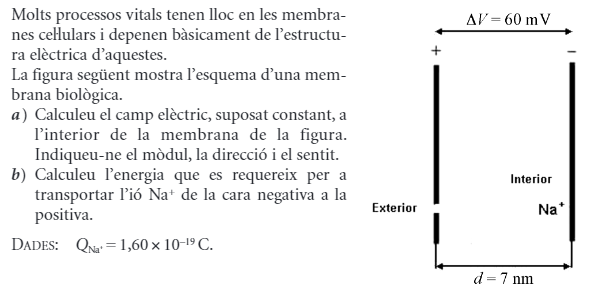 Molts processos vitals tenen lloc en les membra-
nes cel·lulars i depenen bàsicament de l’estructu-
ra elèctrica d’aquestes.
La figura següent mostra l’esquema d’una mem-
brana biològica.
a) Calculeu el camp elèctric, suposat constant, a
l’interior de la membrana de la figura.
Indiqueu-ne el mòdul, la direcció i el sentit.
b) Calculeu l’energia que es requereix per a
transportar l’ió Na⁺ de la cara negativa a la
positiva.
DADES: Q_Na⁺ = 1,60 × 10⁻¹⁹ C.
ΔV = 60 mV
+ –
Interior
Exterior Na⁺
d = 7 nm